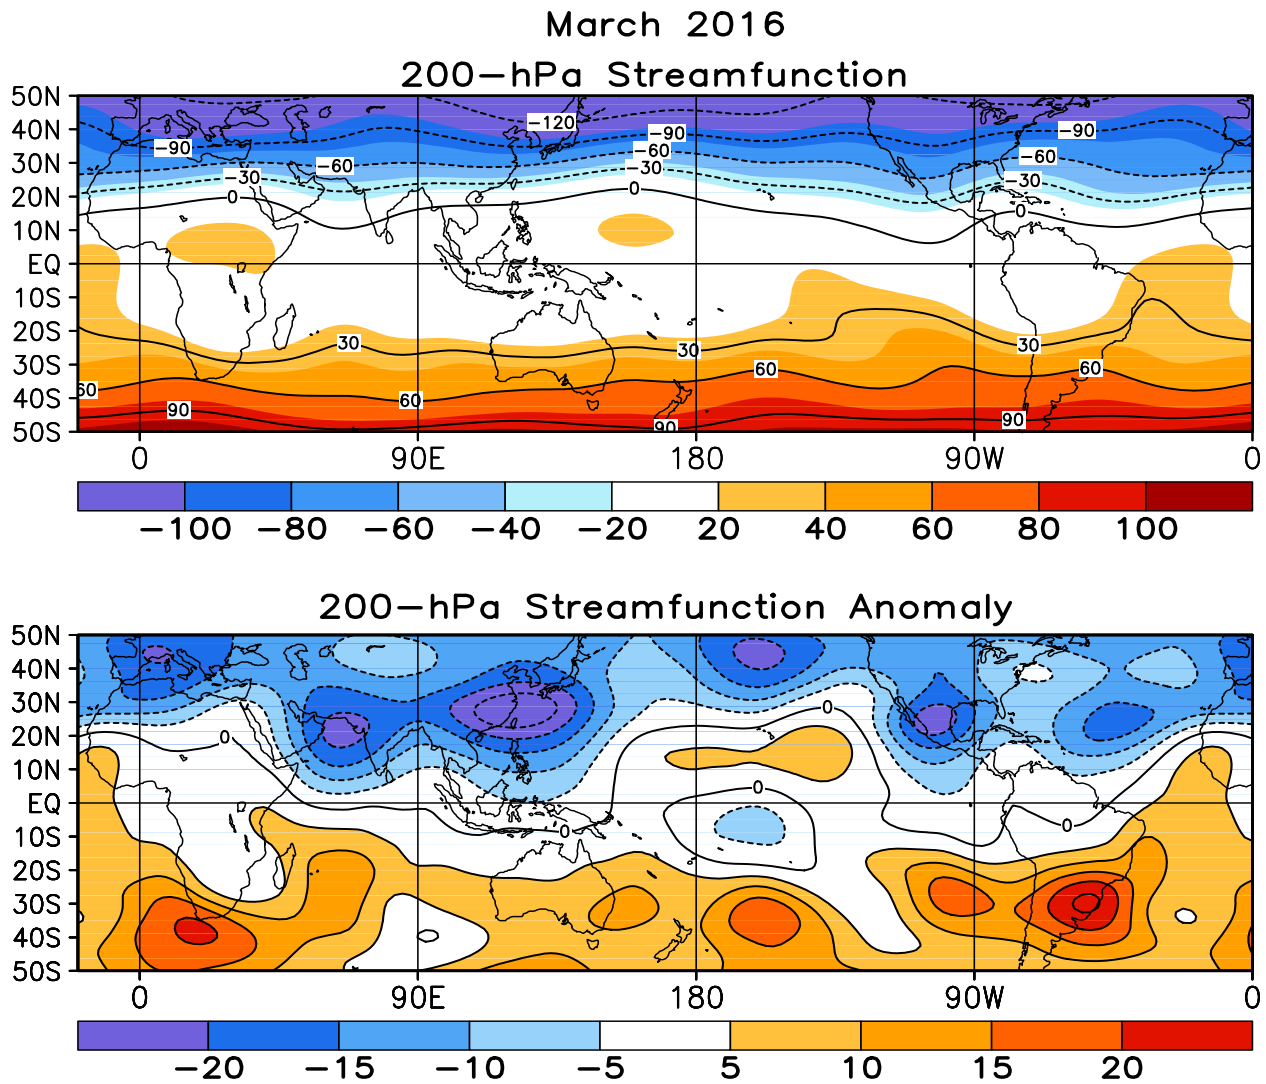 March 2016
200-hPa Streamfunction
50N
40N
30N
20N
10N
EQ
10S
20S
30S
40S
50S
-120
-90
-90
-90
-60
-60
-60
-30
-30
-30
0
0
0
30
30
30
60
60
60
60
90
90
90
0
90E
180
90W
0
-100 -80 -60 -40 -20 20 40 60 80 100
200-hPa Streamfunction Anomaly
50N
40N
30N
20N
10N
EQ
10S
20S
30S
40S
50S
0
0
0
0
0
0
90E
180
90W
0
-20 -15 -10 -5 5 10 15 20